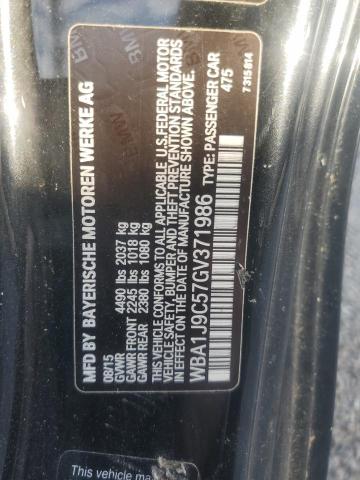 MFD BY BAYERISCHE MOTOREN WERKE AG
08/15
GVWR 4490 lbs 2037 kg
GAWR FRONT 2245 lbs 1018 kg
GAWR REAR 2380 lbs 1080 kg
THIS VEHICLE CONFORMS TO ALL APPLICABLE U.S. FEDERAL MOTOR
VEHICLE SAFETY, BUMPER AND THEFT PREVENTION STANDARDS
IN EFFECT ON THE DATE OF MANUFACTURE SHOWN ABOVE.
WBA1J9C57GV371986 TYPE: PASSENGER CAR
475
7 315 814
This vehicle ma